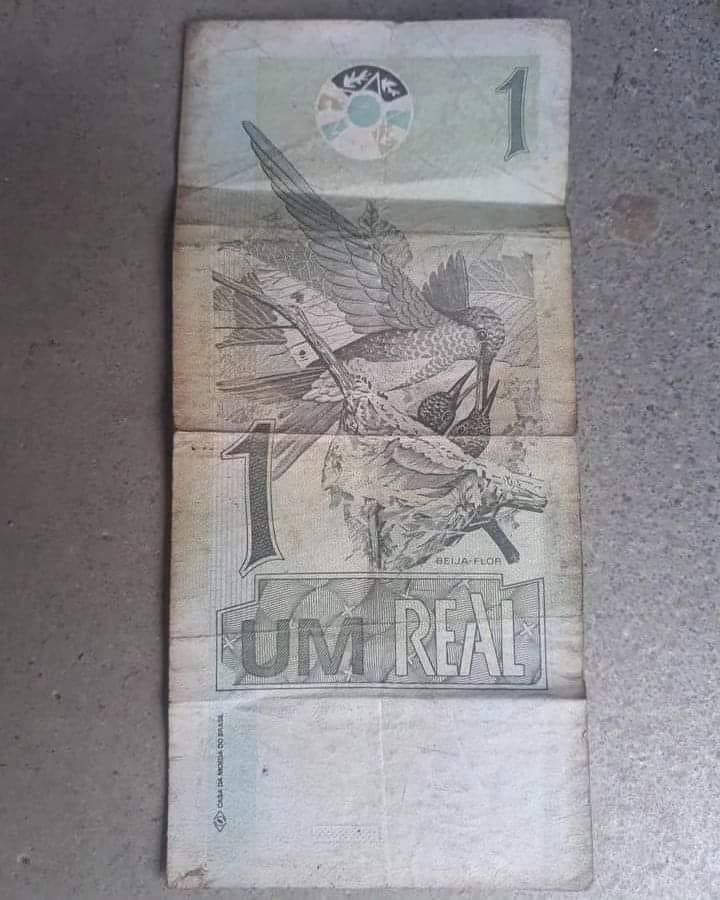 1
1
BEIJA-FLOR
UM REAL
CASA DA MOEDA DO BRASIL